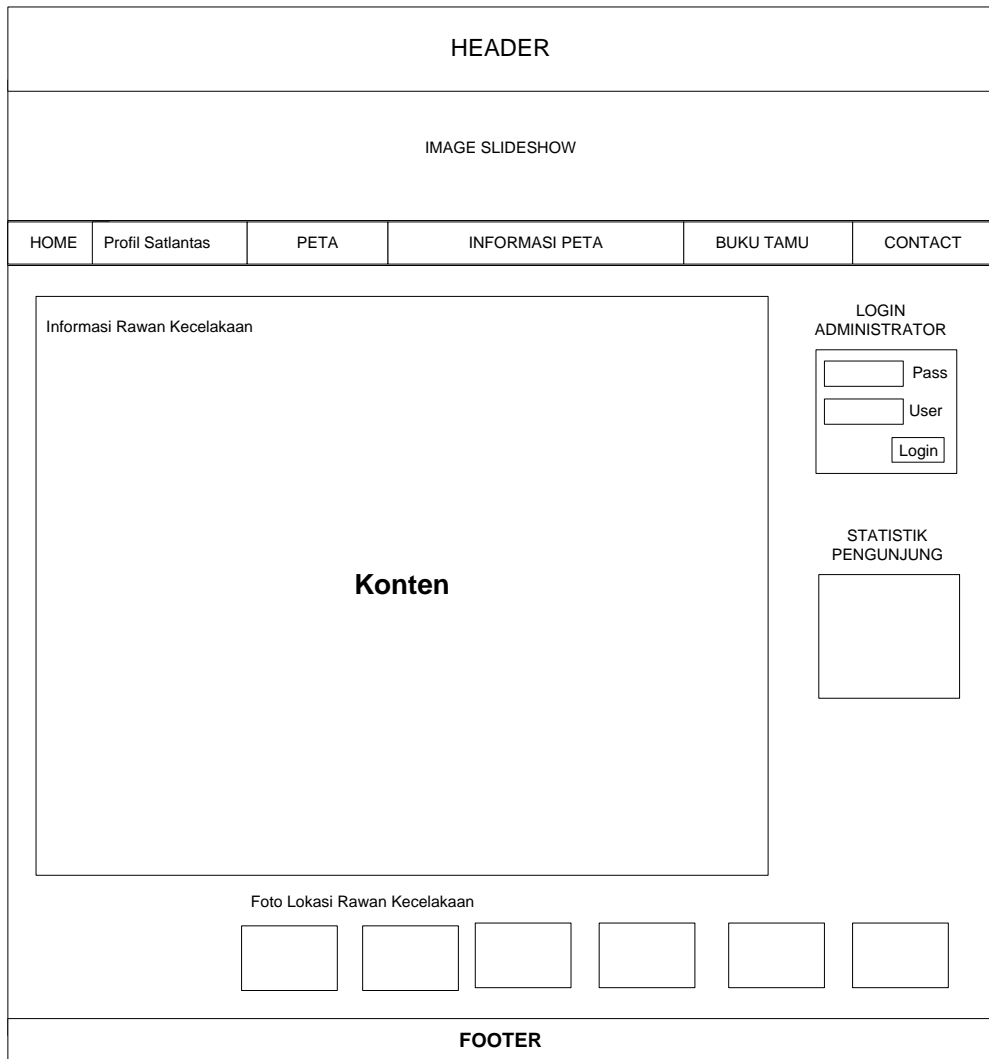 HEADER
IMAGE SLIDESHOW
HOME
Profil Satlantas
PETA
INFORMASI PETA
BUKU TAMU
CONTACT
Informasi Rawan Kecelakaan
Konten
LOGIN
ADMINISTRATOR
Pass
User
Login
STATISTIK
PENGUNJUNG
Foto Lokasi Rawan Kecelakaan
FOOTER